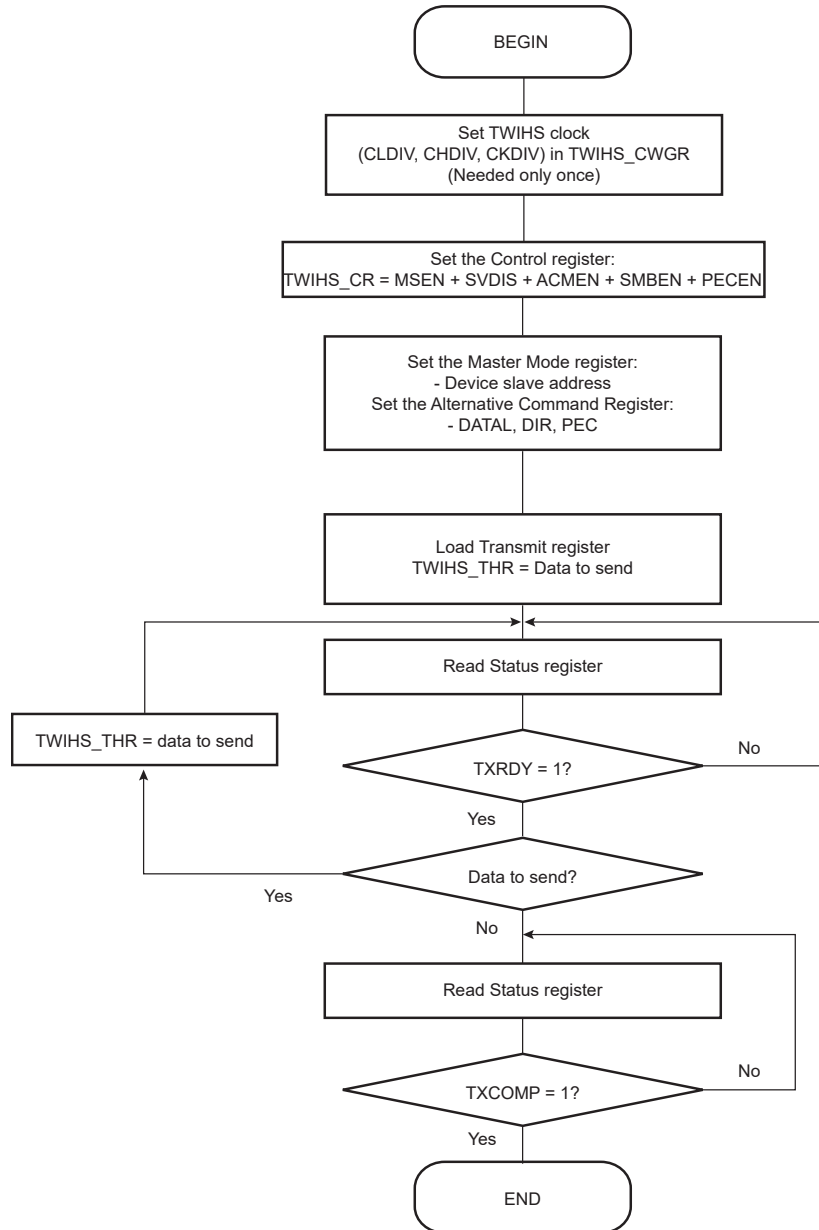 BEGIN
Set TWIHS clock
(CLDIV, CHDIV, CKDIV) in TWIHS_CWGR
(Needed only once)
Set the Control register:
TWIHS_CR = MSEN + SVDIS + ACMEN + SMBEN + PECEN
Set the Master Mode register:
- Device slave address
Set the Alternative Command Register:
- DATAL, DIR, PEC
Load Transmit register
TWIHS_THR = Data to send
Read Status register
TWIHS_THR = data to send
TXRDY = 1?
No
Yes
Data to send?
Yes
No
Read Status register
TXCOMP = 1?
No
Yes
END